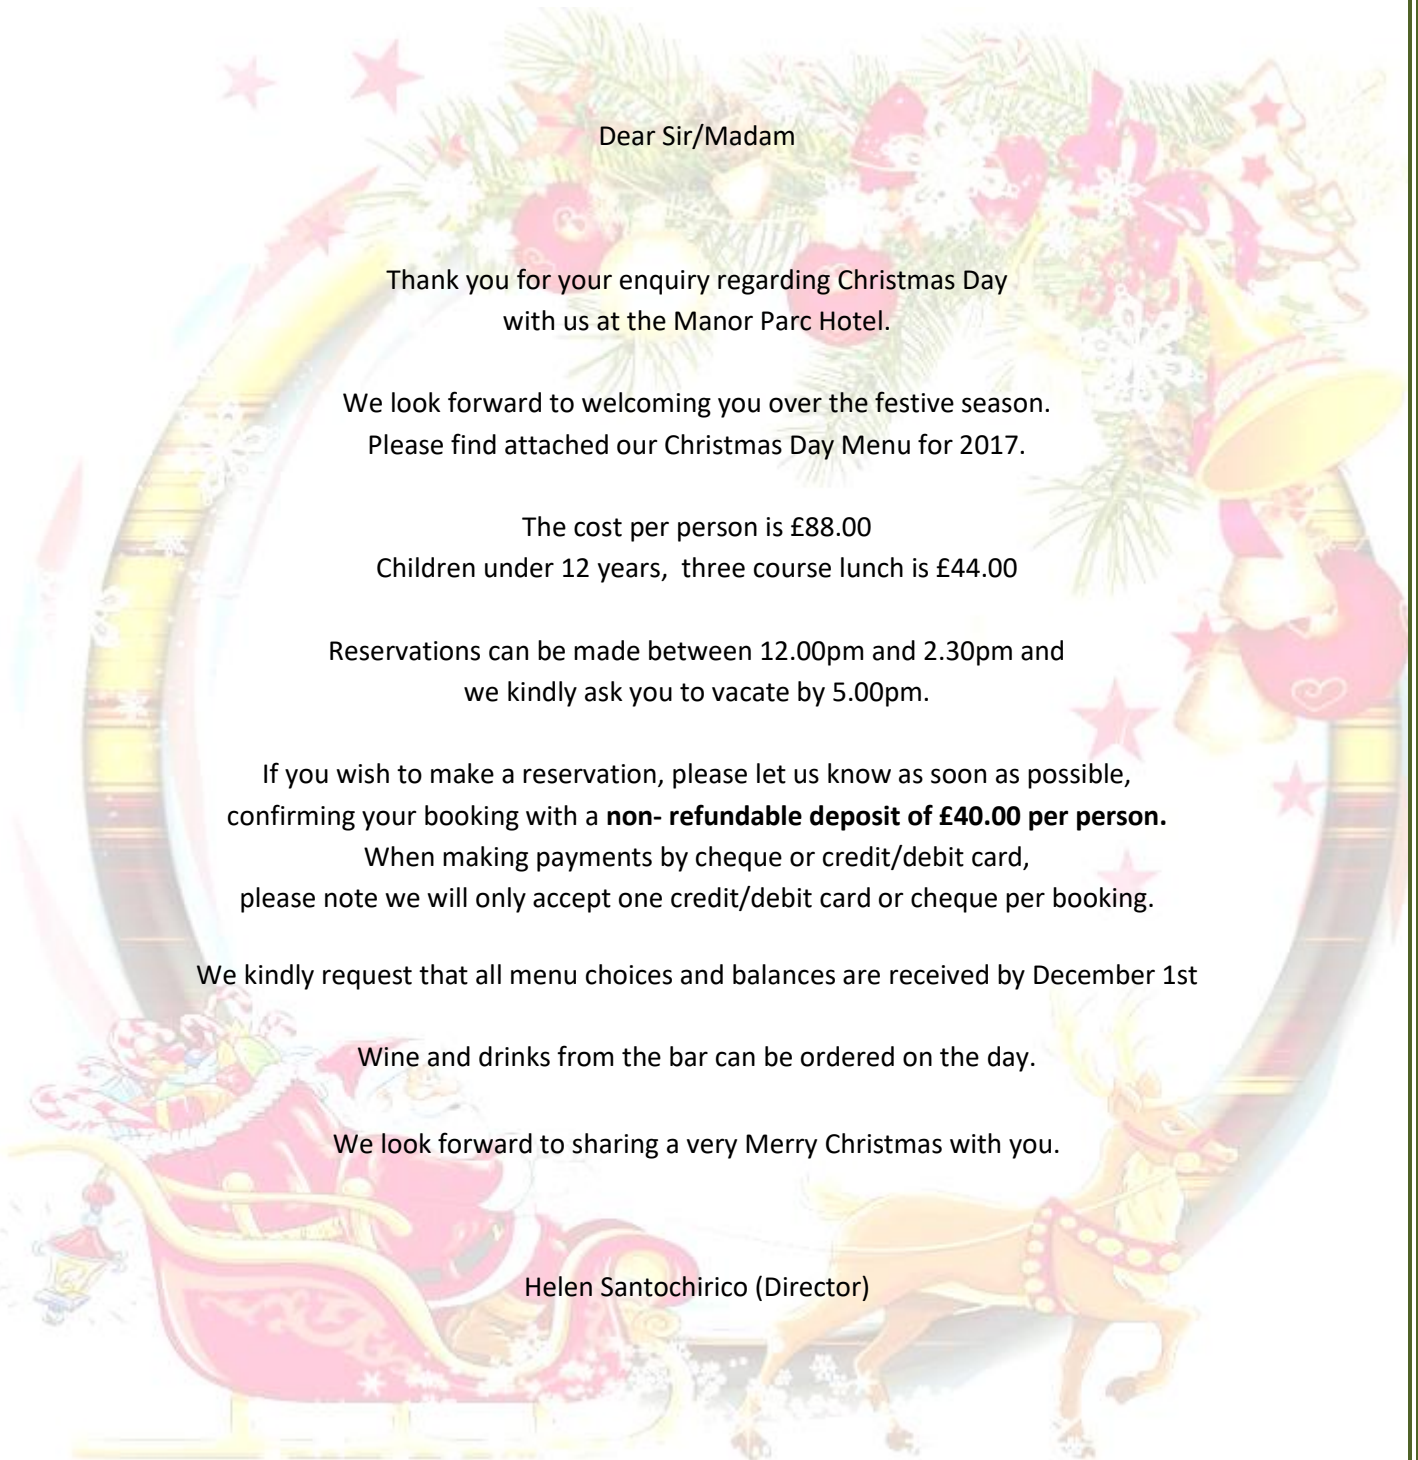 Dear Sir/Madam
Thank you for your enquiry regarding Christmas Day
with us at the Manor Parc Hotel.
We look forward to welcoming you over the festive season.
Please find attached our Christmas Day Menu for 2017.
The cost per person is £88.00
Children under 12 years,  three course lunch is £44.00
Reservations can be made between 12.00pm and 2.30pm and
we kindly ask you to vacate by 5.00pm.
If you wish to make a reservation, please let us know as soon as possible,
confirming your booking with a non- refundable deposit of £40.00 per person.
When making payments by cheque or credit/debit card,
please note we will only accept one credit/debit card or cheque per booking.
We kindly request that all menu choices and balances are received by December 1st
Wine and drinks from the bar can be ordered on the day.
We look forward to sharing a very Merry Christmas with you.
Helen Santochirico (Director)